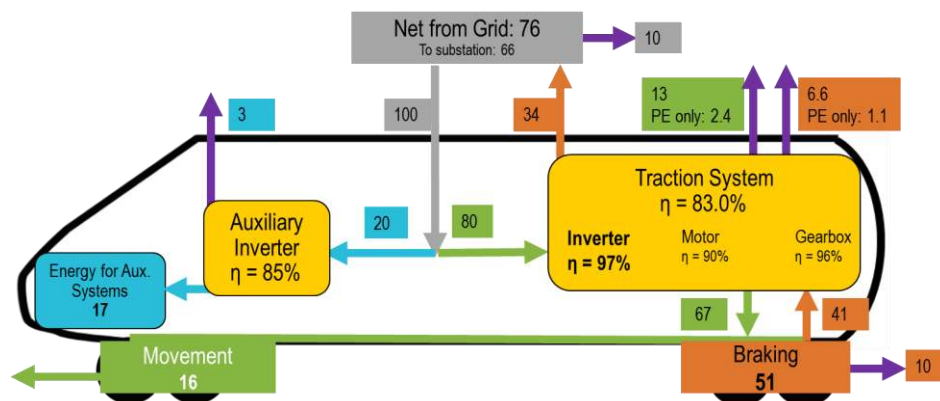 Net from Grid: 76
To substation: 66
10
3
100
34
13
PE only: 2.4
6.6
PE only: 1.1
Traction System
η = 83.0%
Inverter
η = 97%
Motor
η = 90%
Gearbox
η = 96%
Auxiliary
Inverter
η = 85%
20
80
Energy for Aux.
Systems
17
67
41
Movement
16
Braking
51
10